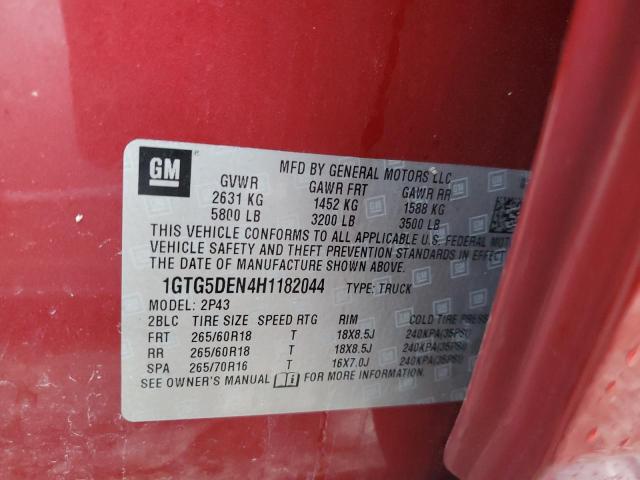 GM
MFD BY GENERAL MOTORS LLC
GVWR GAWR FRT GAWR RR
2631 KG 1452 KG 1588 KG
5800 LB 3200 LB 3500 LB
THIS VEHICLE CONFORMS TO ALL APPLICABLE U.S. FEDERAL
VEHICLE SAFETY AND THEFT PREVENTION STANDARDS IN EFFECT
THE DATE OF MANUFACTURE SHOWN ABOVE.
1GTG5DEN4H1182044 TYPE: TRUCK
MODEL: 2P43
2BLC TIRE SIZE SPEED RTG RIM COLD TIRE
FRT 265/60R18 T 18X8.5J 240KPA(35PSI
RR 265/60R18 T 18X8.5J 240KPA(35PSI
SPA 265/70R16 T 16X7.0J 240KPA(35PSI
SEE OWNER'S MANUAL FOR MORE INFORMATION